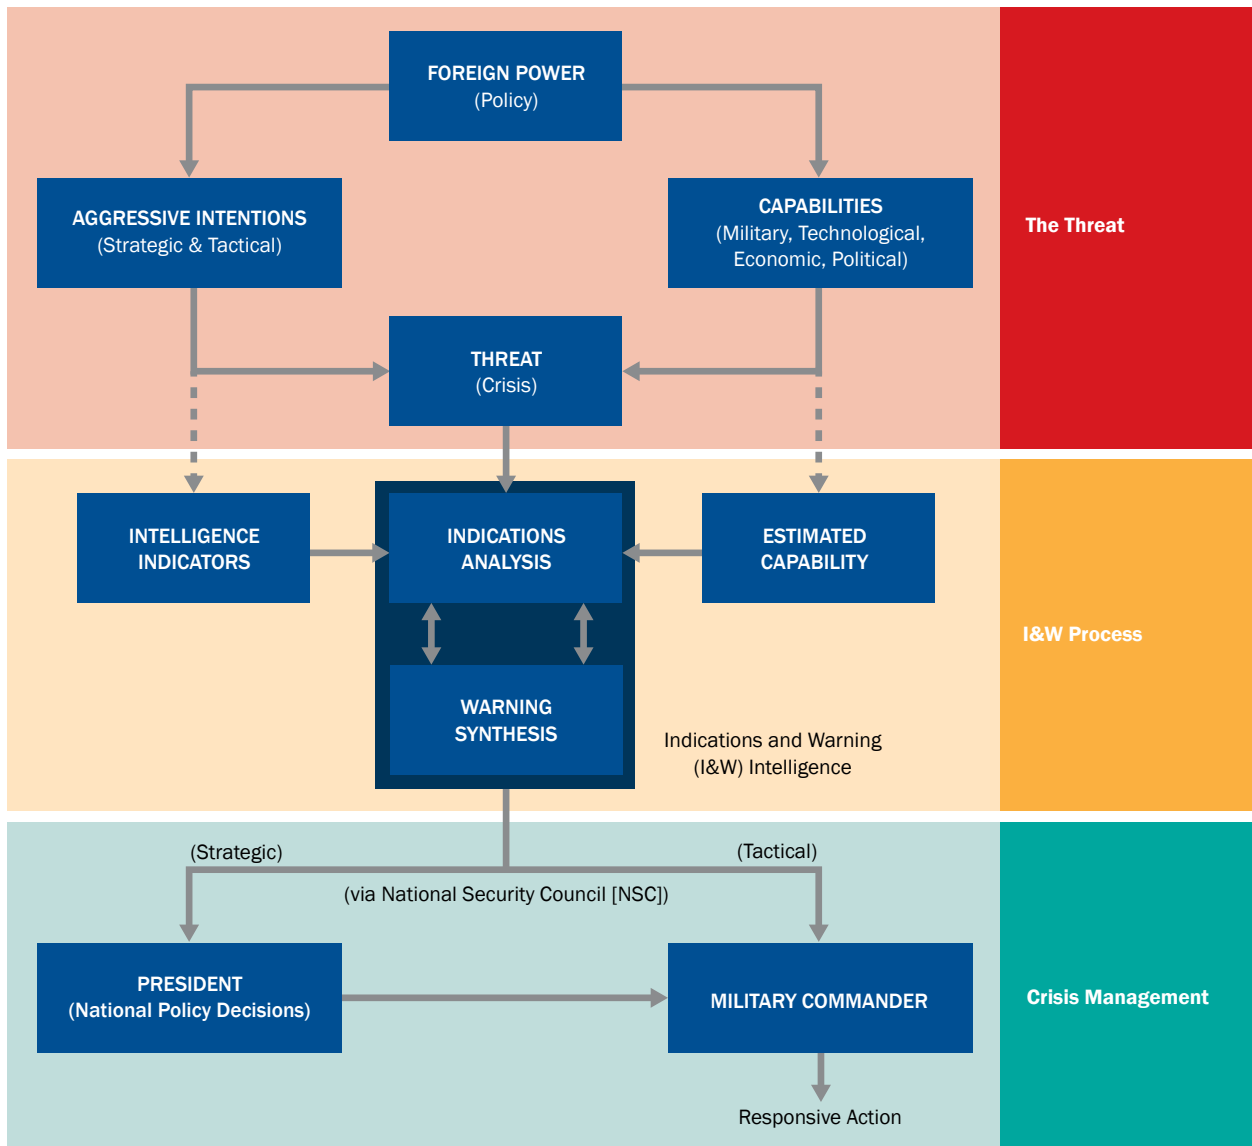 FOREIGN POWER
(Policy)
AGGRESSIVE INTENTIONS
(Strategic & Tactical)
CAPABILITIES
(Military, Technological,
Economic, Political)
The Threat
THREAT
(Crisis)
INTELLIGENCE
INDICATORS
INDICATIONS
ANALYSIS
ESTIMATED
CAPABILITY
I&W Process
WARNING
SYNTHESIS
Indications and Warning
(I&W) Intelligence
(Strategic)
(Tactical)
(via National Security Council [NSC])
PRESIDENT
(National Policy Decisions)
MILITARY COMMANDER
Crisis Management
Responsive Action